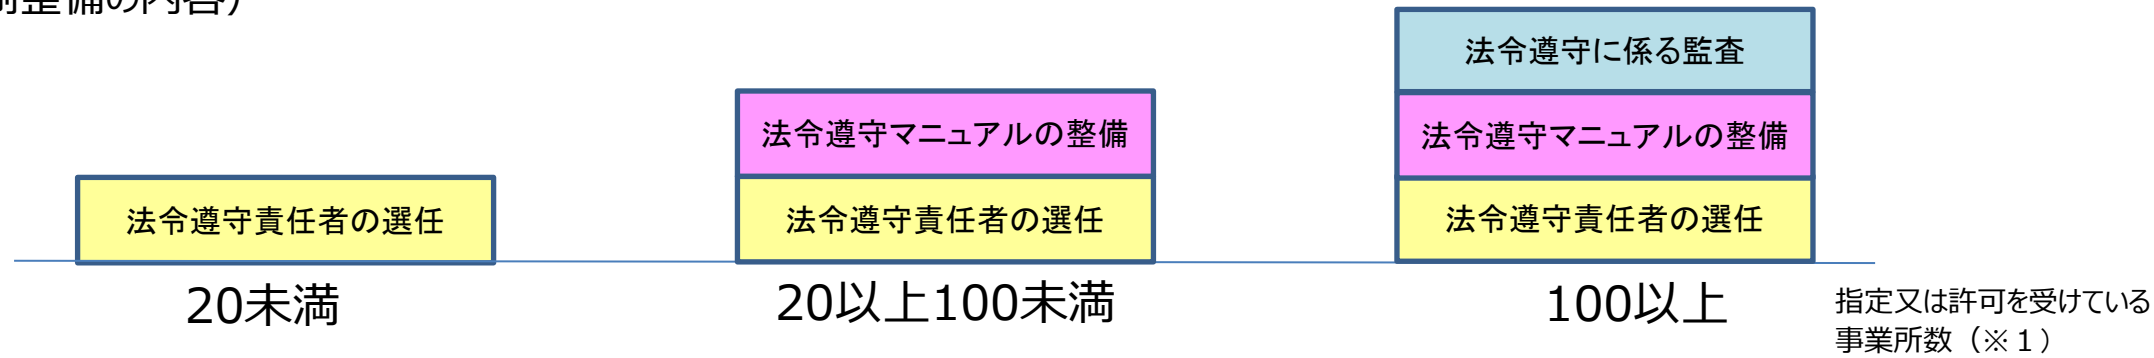 整備の内容）
法令遵守に係る監査
法令遵守マニュアルの整備
法令遵守マニュアルの整備
法令遵守責任者の選任
法令遵守責任者の選任
法令遵守責任者の選任
20未満
20以上100未満
100以上
指定又は許可を受けている
事業所数（※１）